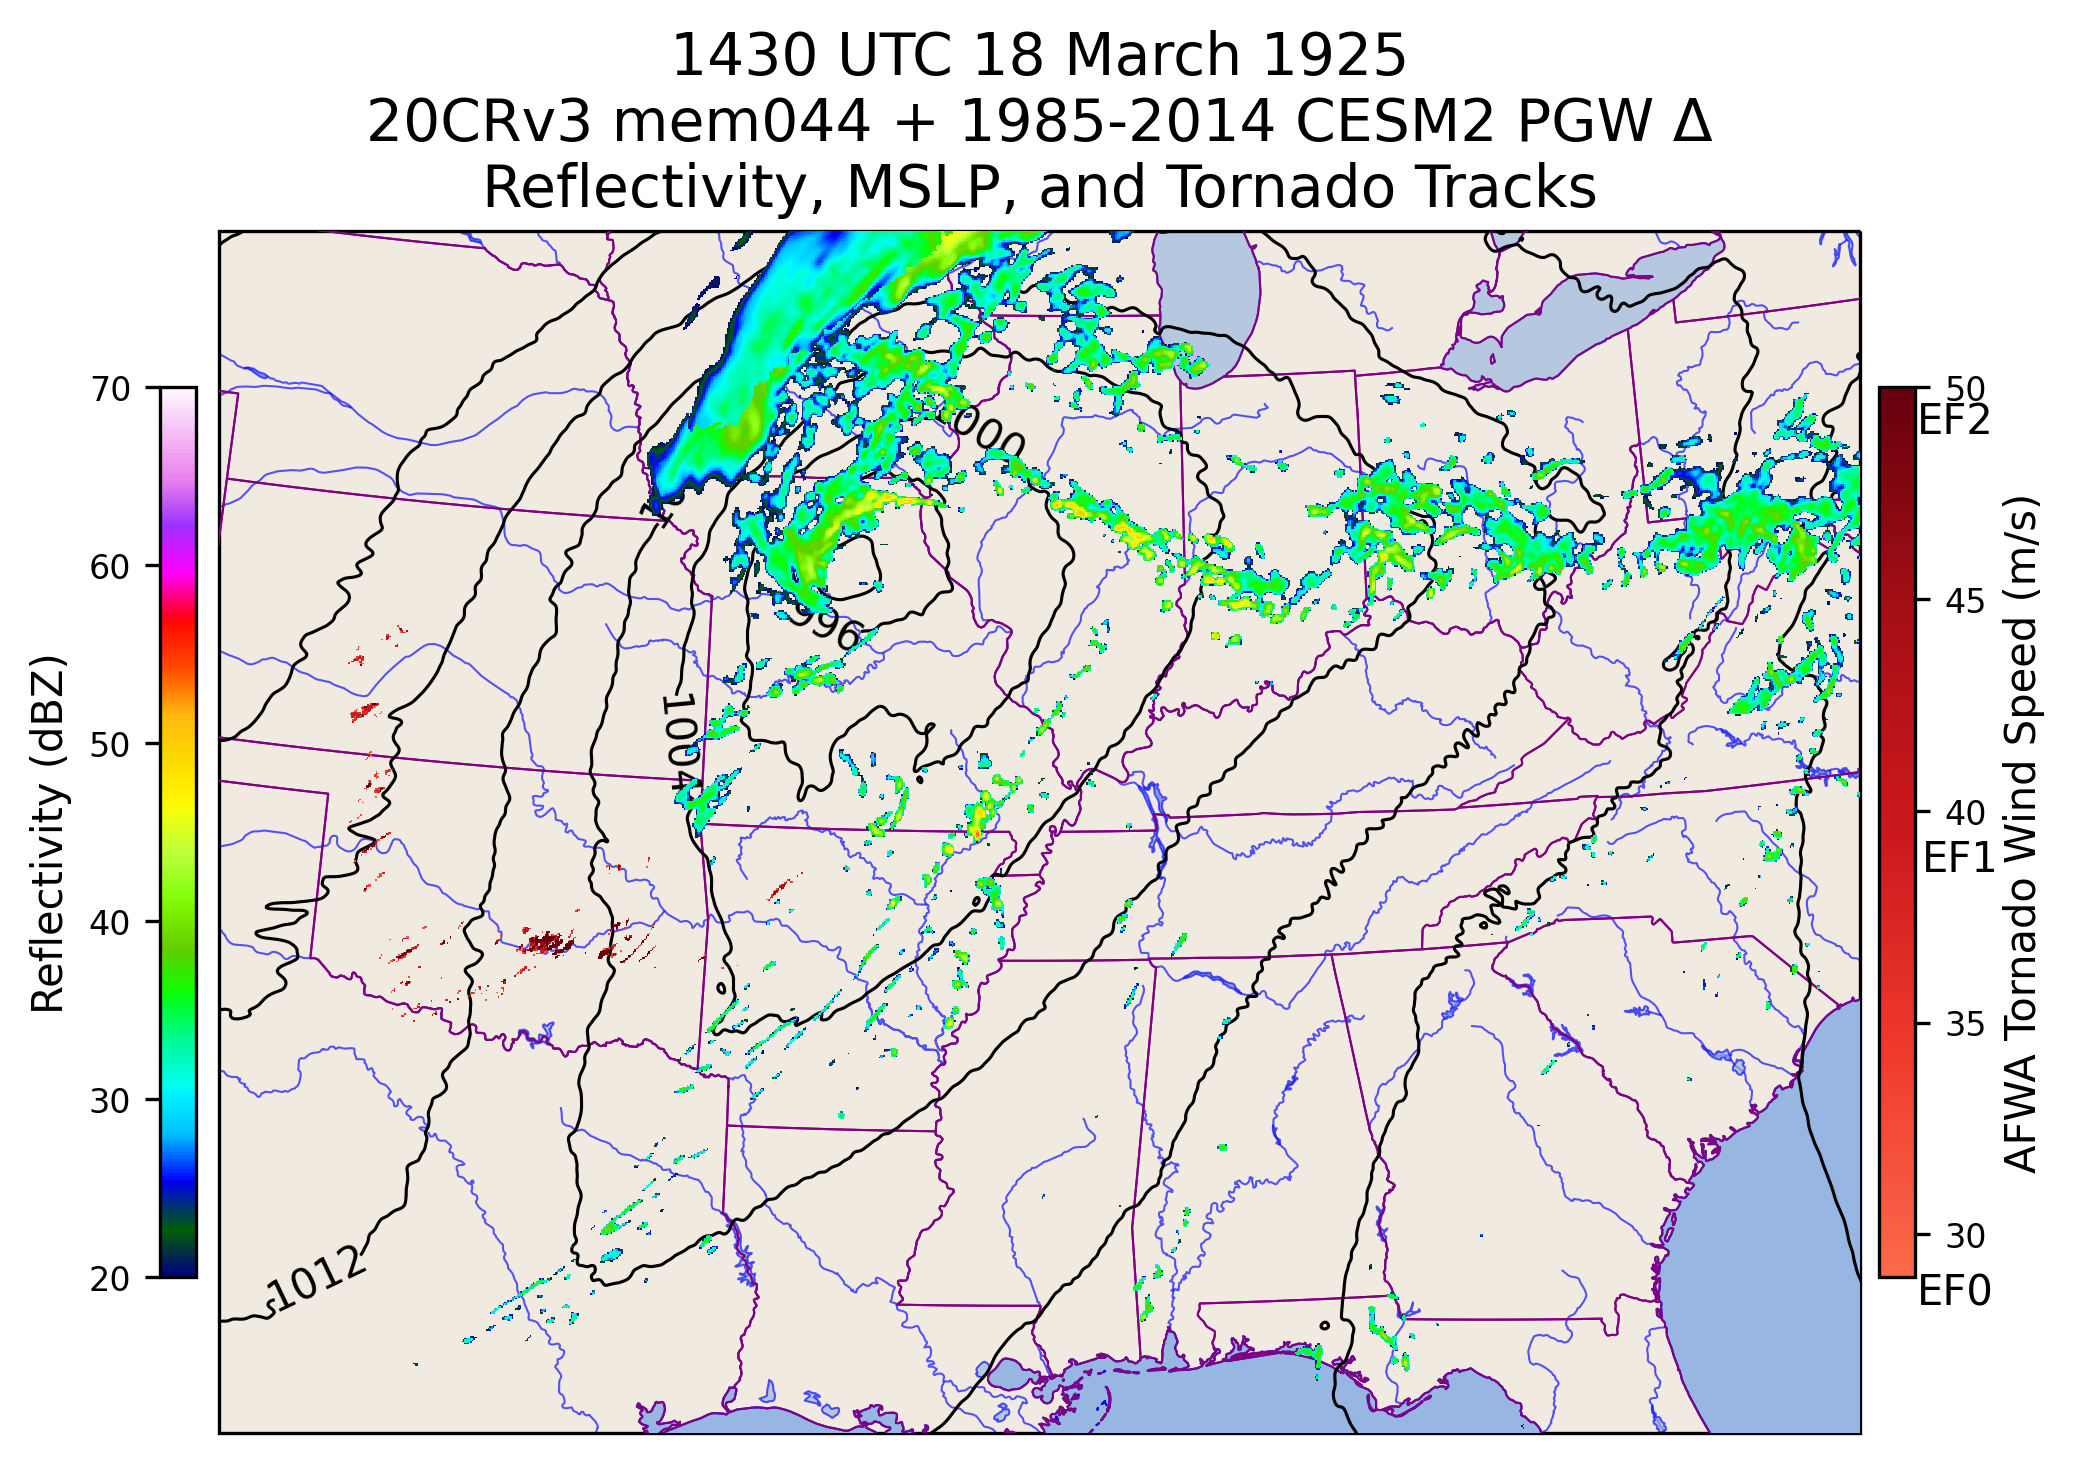 1430 UTC 18 March 1925
20CRv3 mem044 + 1985-2014 CESM2 PGW Δ
Reflectivity, MSLP, and Tornado Tracks
70
60
50
40
30
20
Reflectivity (dBZ)
000
996
1004
1012
50
EF2
45
40
EF1
35
30
EF0
AFWA Tornado Wind Speed (m/s)